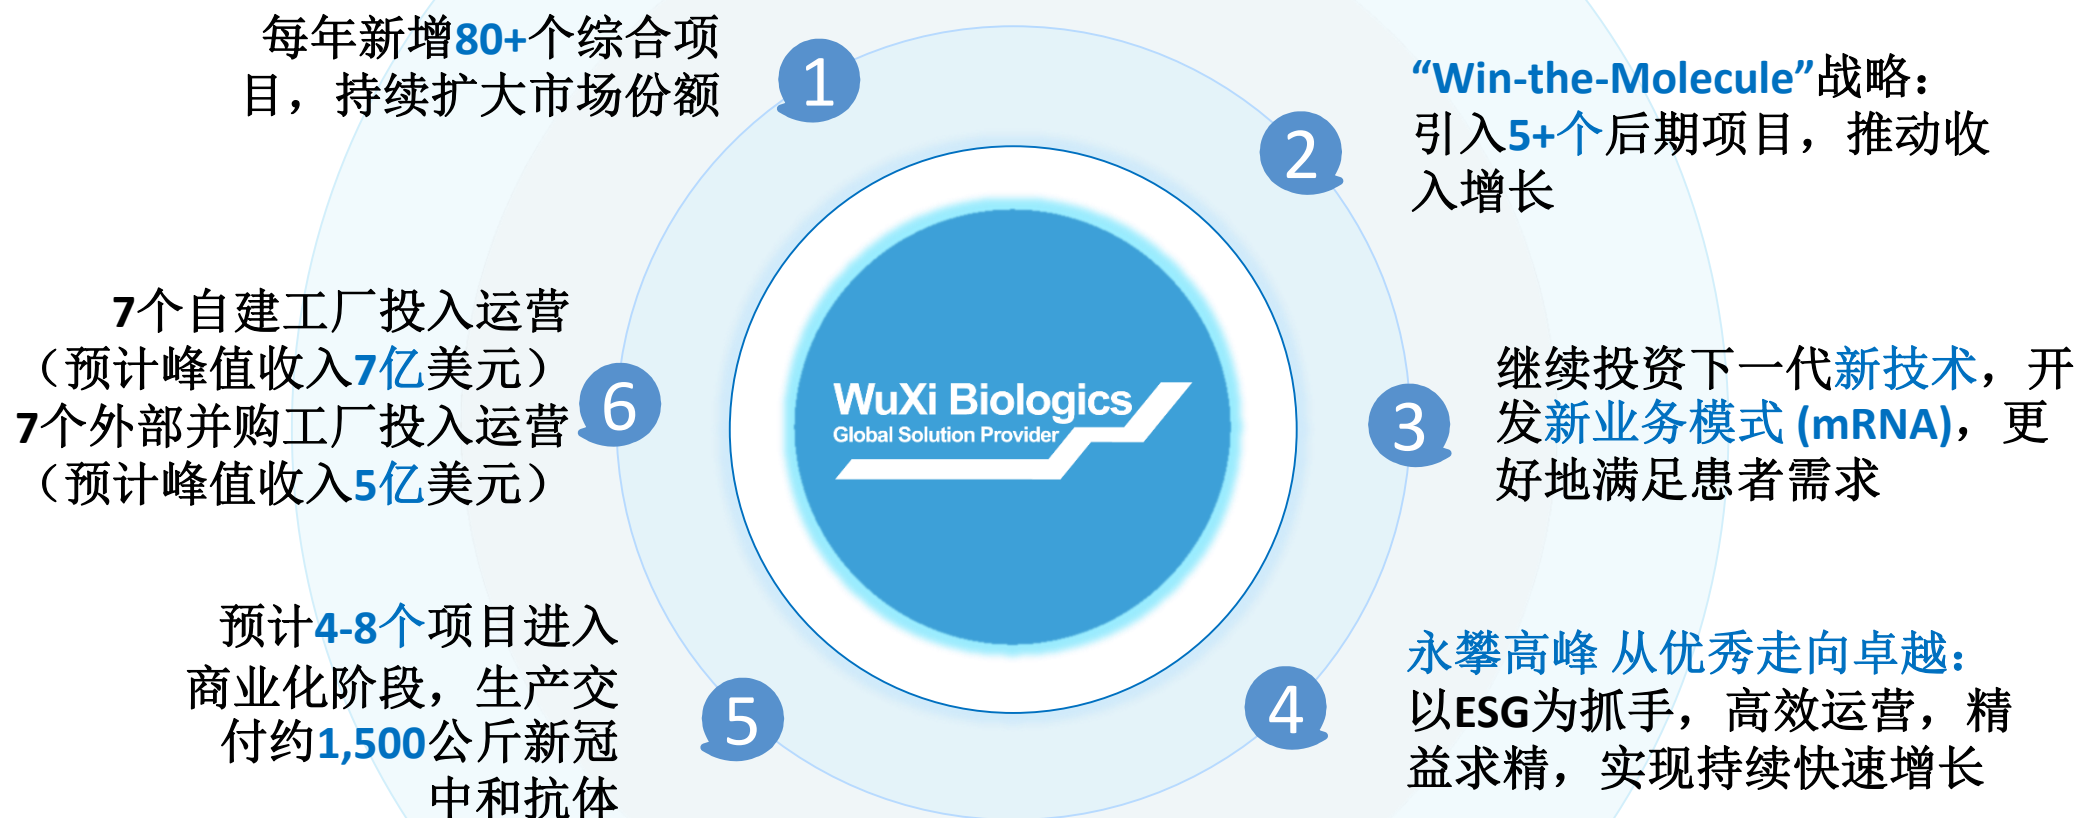 每年新增80+个综合项
目，持续扩大市场份额
1
2
“Win-the-Molecule”战略：
引入5+个后期项目，推动收
入增长
3
继续投资下一代新技术，开
发新业务模式 (mRNA)，更
好地满足患者需求
4
永攀高峰 从优秀走向卓越：
以ESG为抓手，高效运营，精
益求精，实现持续快速增长
5
预计4-8个项目进入
商业化阶段，生产交
付约1,500公斤新冠
中和抗体
6
7个自建工厂投入运营
（预计峰值收入7亿美元）
7个外部并购工厂投入运营
（预计峰值收入5亿美元）
WuXi Biologics
Global Solution Provider